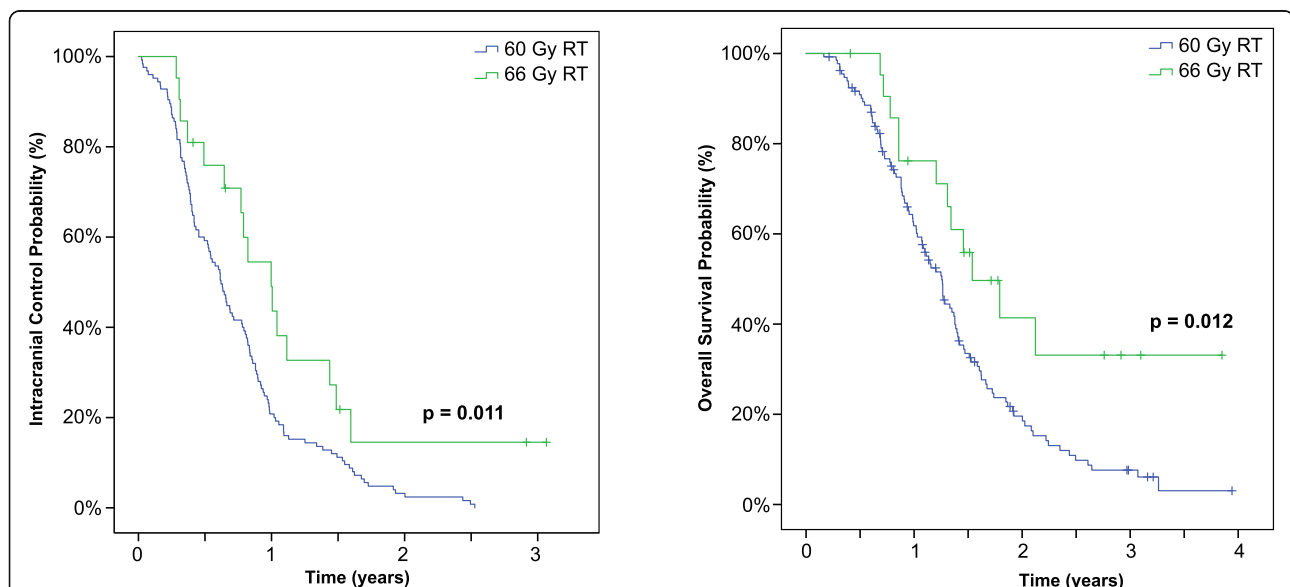 Intracranial Control Probability (%)
100%
80%
60%
40%
20%
0%
60 Gy RT
66 Gy RT
p = 0.011
0 1 2 3
Time (years)
Overall Survival Probability (%)
100%
80%
60%
40%
20%
0%
60 Gy RT
66 Gy RT
p = 0.012
0 1 2 3 4
Time (years)